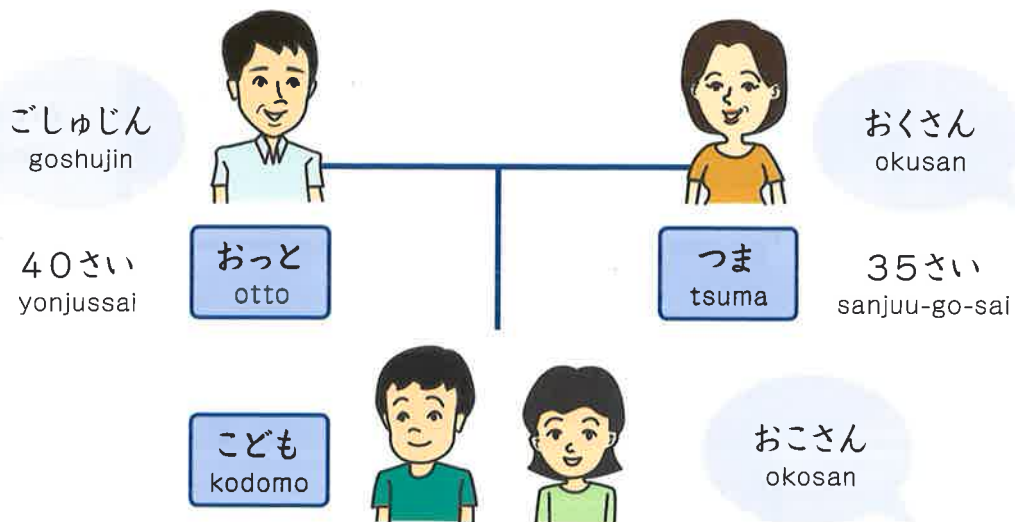 ごしゅじん
goshujin
おくさん
okusan
４０さい
yonjussai
おっと
otto
つま
tsuma
３５さい
sanjuu-go-sai
こども
kodomo
おこさん
okosan